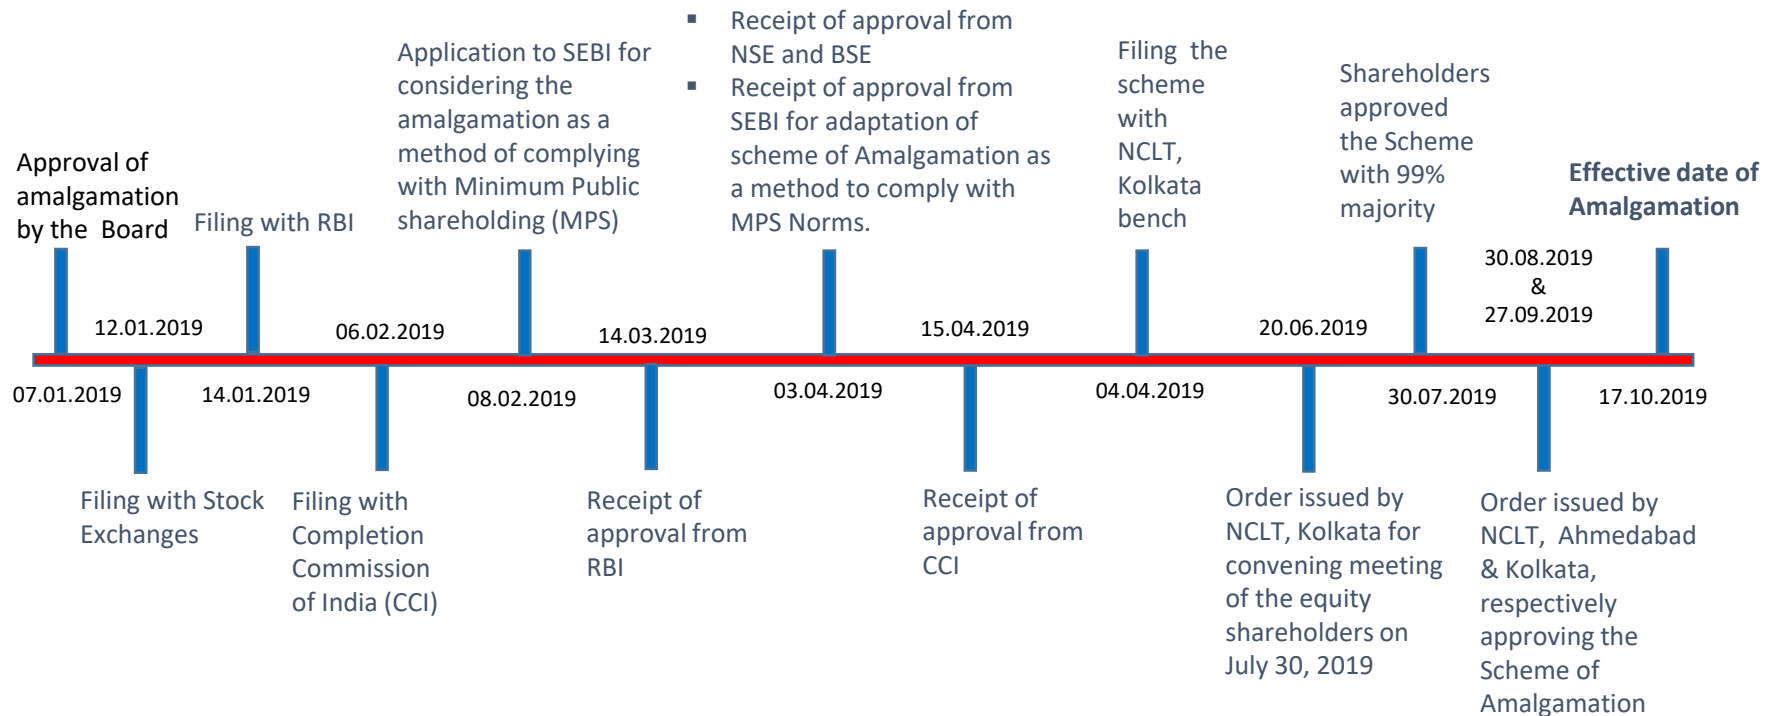 Approval of
amalgamation
by the Board
Filing with RBI
Application to SEBI for
considering the
amalgamation as a
method of complying
with Minimum Public
shareholding (MPS)
▪ Receipt of approval from
NSE and BSE
▪ Receipt of approval from
SEBI for adaptation of
scheme of Amalgamation as
a method to comply with
MPS Norms.
Filing the
scheme
with
NCLT,
Kolkata
bench
Shareholders
approved
the Scheme
with 99%
majority
Effective date of
Amalgamation
12.01.2019
06.02.2019
14.03.2019
15.04.2019
20.06.2019
30.08.2019
&
27.09.2019
07.01.2019
14.01.2019
08.02.2019
03.04.2019
04.04.2019
30.07.2019
17.10.2019
Filing with Stock
Exchanges
Filing with
Completion
Commission
of India (CCI)
Receipt of
approval from
RBI
Receipt of
approval from
CCI
Order issued by
NCLT, Kolkata for
convening meeting
of the equity
shareholders on
July 30, 2019
Order issued by
NCLT, Ahmedabad
& Kolkata,
respectively
approving the
Scheme of
Amalgamation